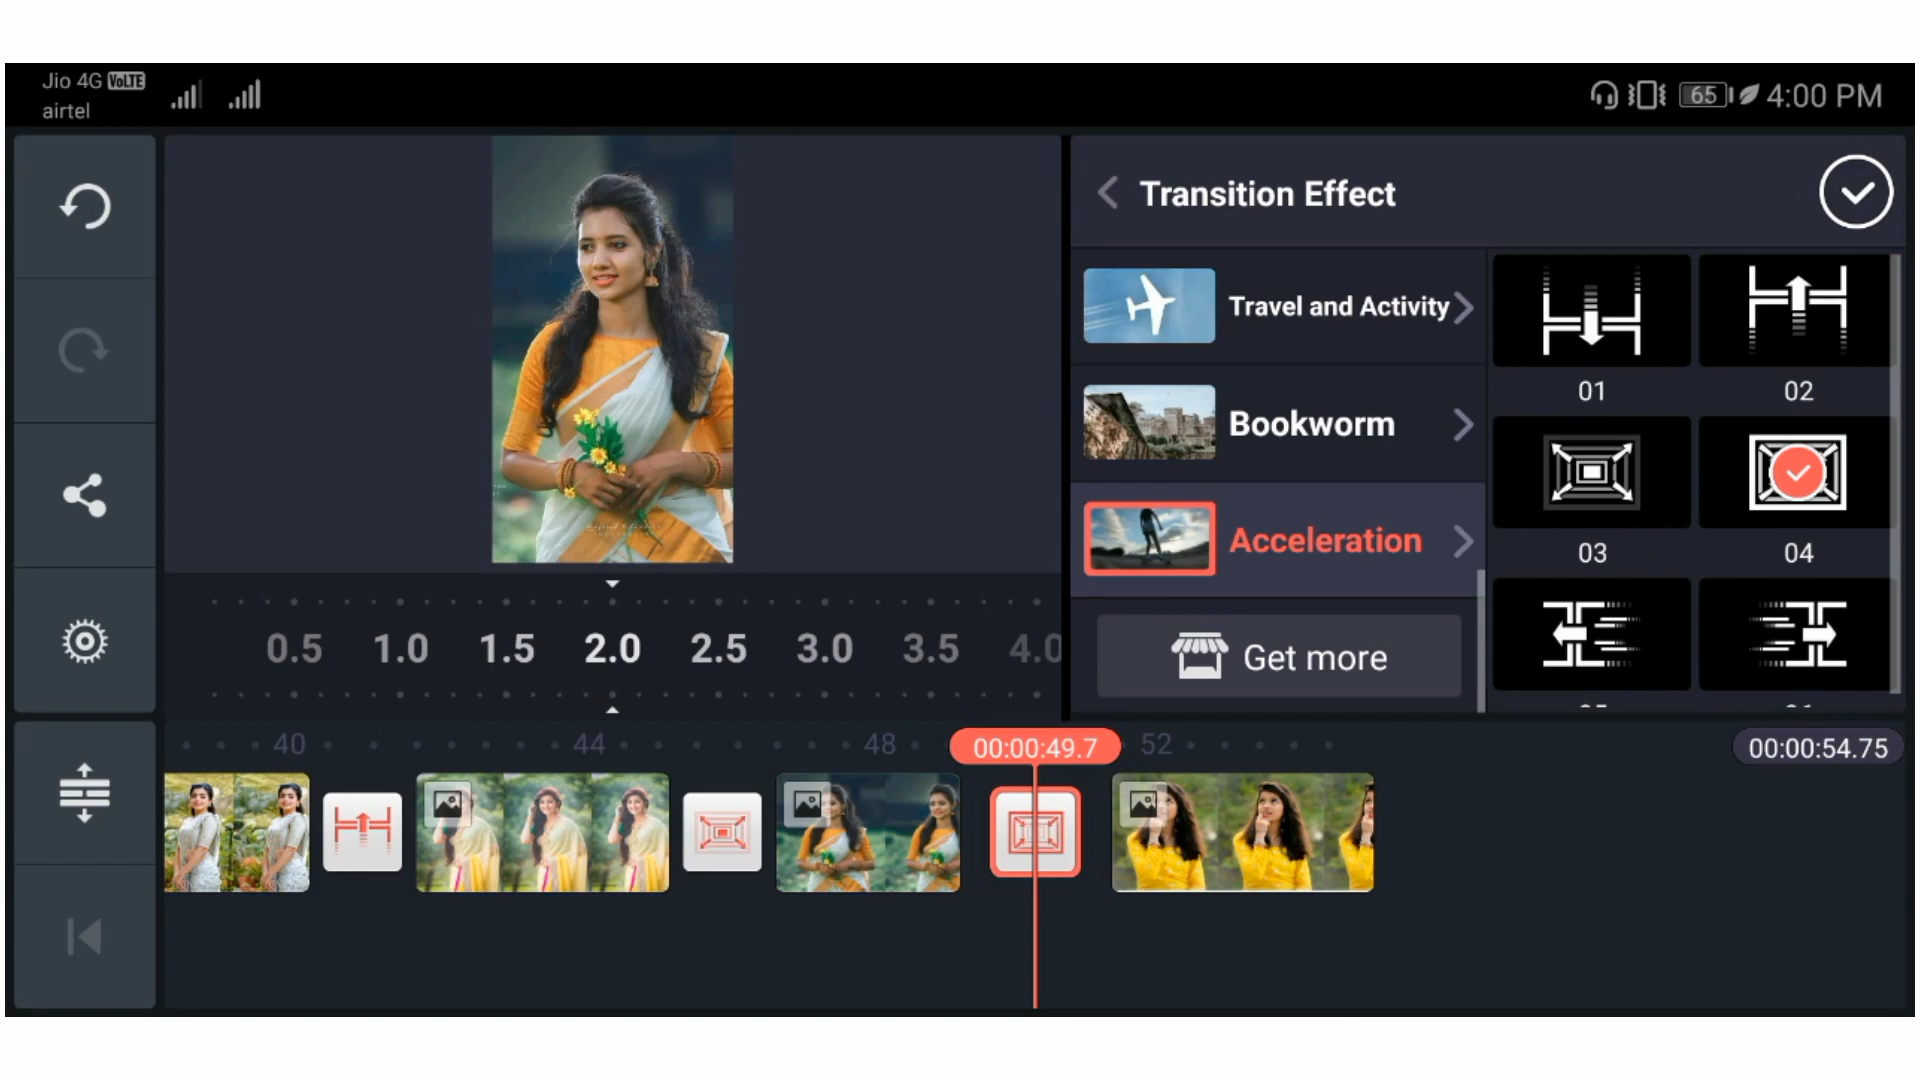 Jio 4G VoLTE
airtel
65 4:00 PM
Transition Effect
Travel and Activity
Bookworm
Acceleration
Get more
01 02
03 04
0.5 1.0 1.5 2.0 2.5 3.0 3.5 4.0
40 44 48 00:00:49.7 52 00:00:54.75